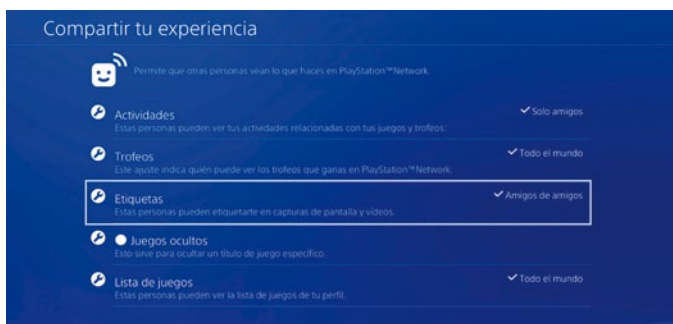 Compartir tu experiencia
Permite que otras personas vean lo que haces en PlayStation™Network.
Actividades
✓ Solo amigos
Estas personas pueden ver tus actividades relacionadas con tus juegos y trofeos:
Trofeos
✓ Todo el mundo
Este ajuste indica quién puede ver los trofeos que ganas en PlayStation™Network.
Etiquetas
✓ Amigos de amigos
Estas personas pueden etiquetarte en capturas de pantalla y vídeos.
Juegos ocultos
Esto sirve para ocultar un título de juego específico.
Lista de juegos
✓ Todo el mundo
Estas personas pueden ver la lista de juegos de tu perfil.